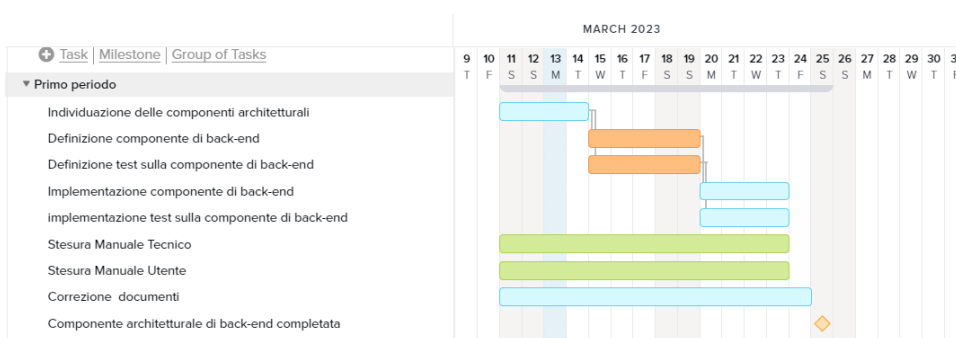 MARCH 2023
Task | Milestone | Group of Tasks
9 10 11 12 13 14 15 16 17 18 19 20 21 22 23 24 25 26 27 28 29 30 3
T F S S M T W T F S S M T W T F S S M T W T F
Primo periodo
Individuazione delle componenti architetturali
Definizione componente di back-end
Definizione test sulla componente di back-end
Implementazione componente di back-end
implementazione test sulla componente di back-end
Stesura Manuale Tecnico
Stesura Manuale Utente
Correzione documenti
Componente architetturale di back-end completata